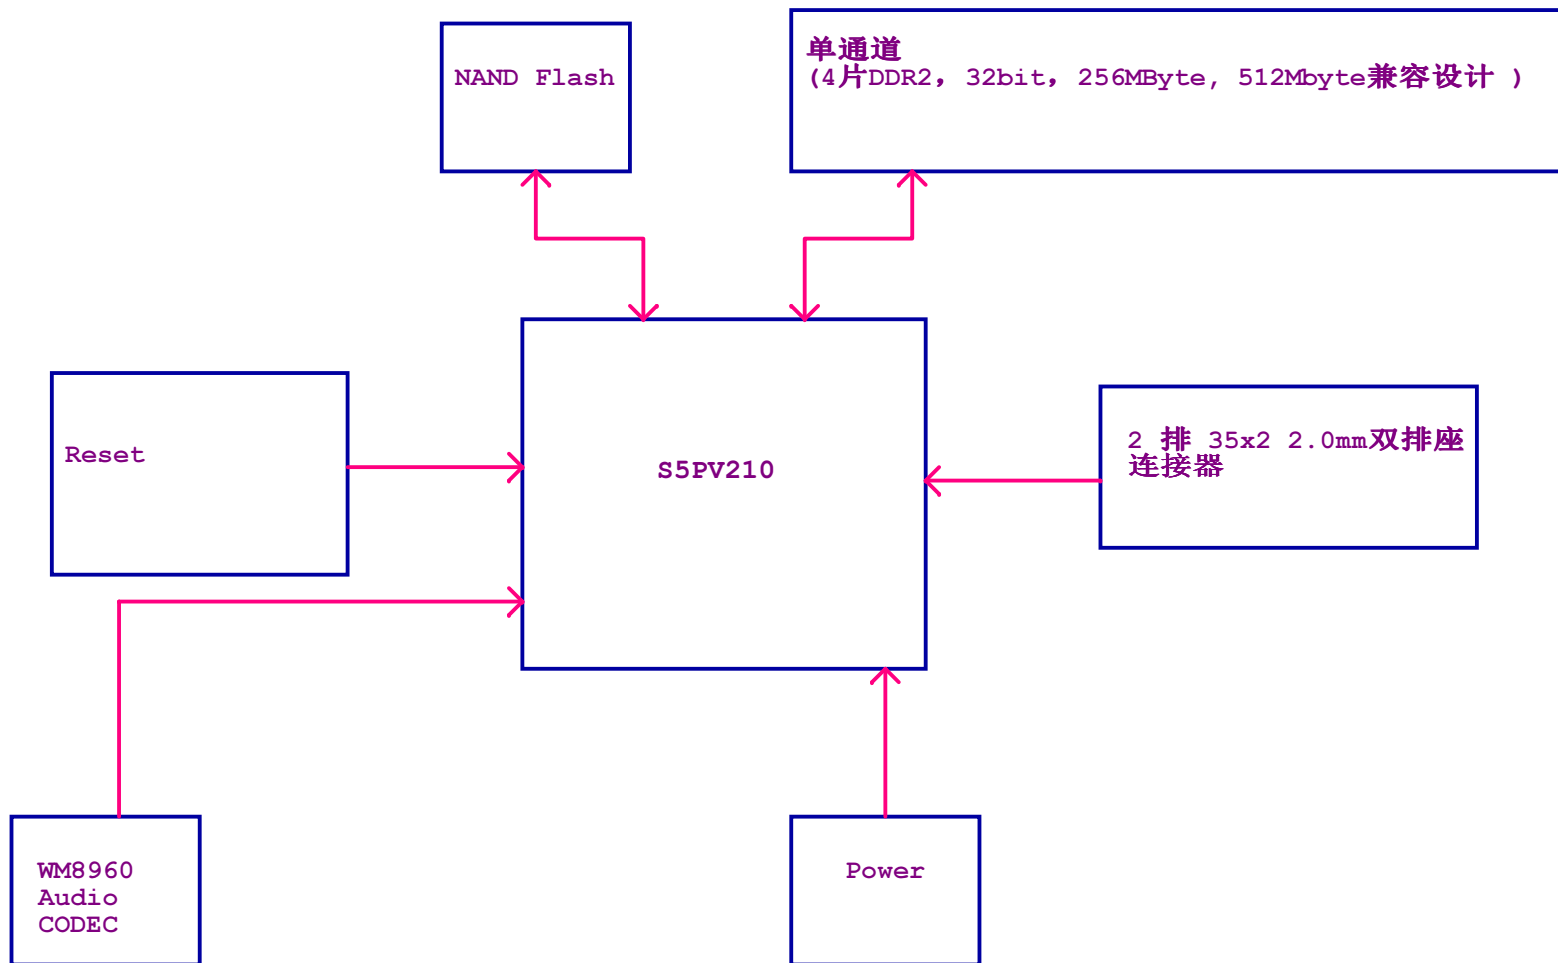 NAND Flash
单通道
(4片DDR2，32bit，256MByte, 512Mbyte兼容设计 )
Reset
S5PV210
2 排 35x2 2.0mm双排座
连接器
WM8960
Audio
CODEC
Power